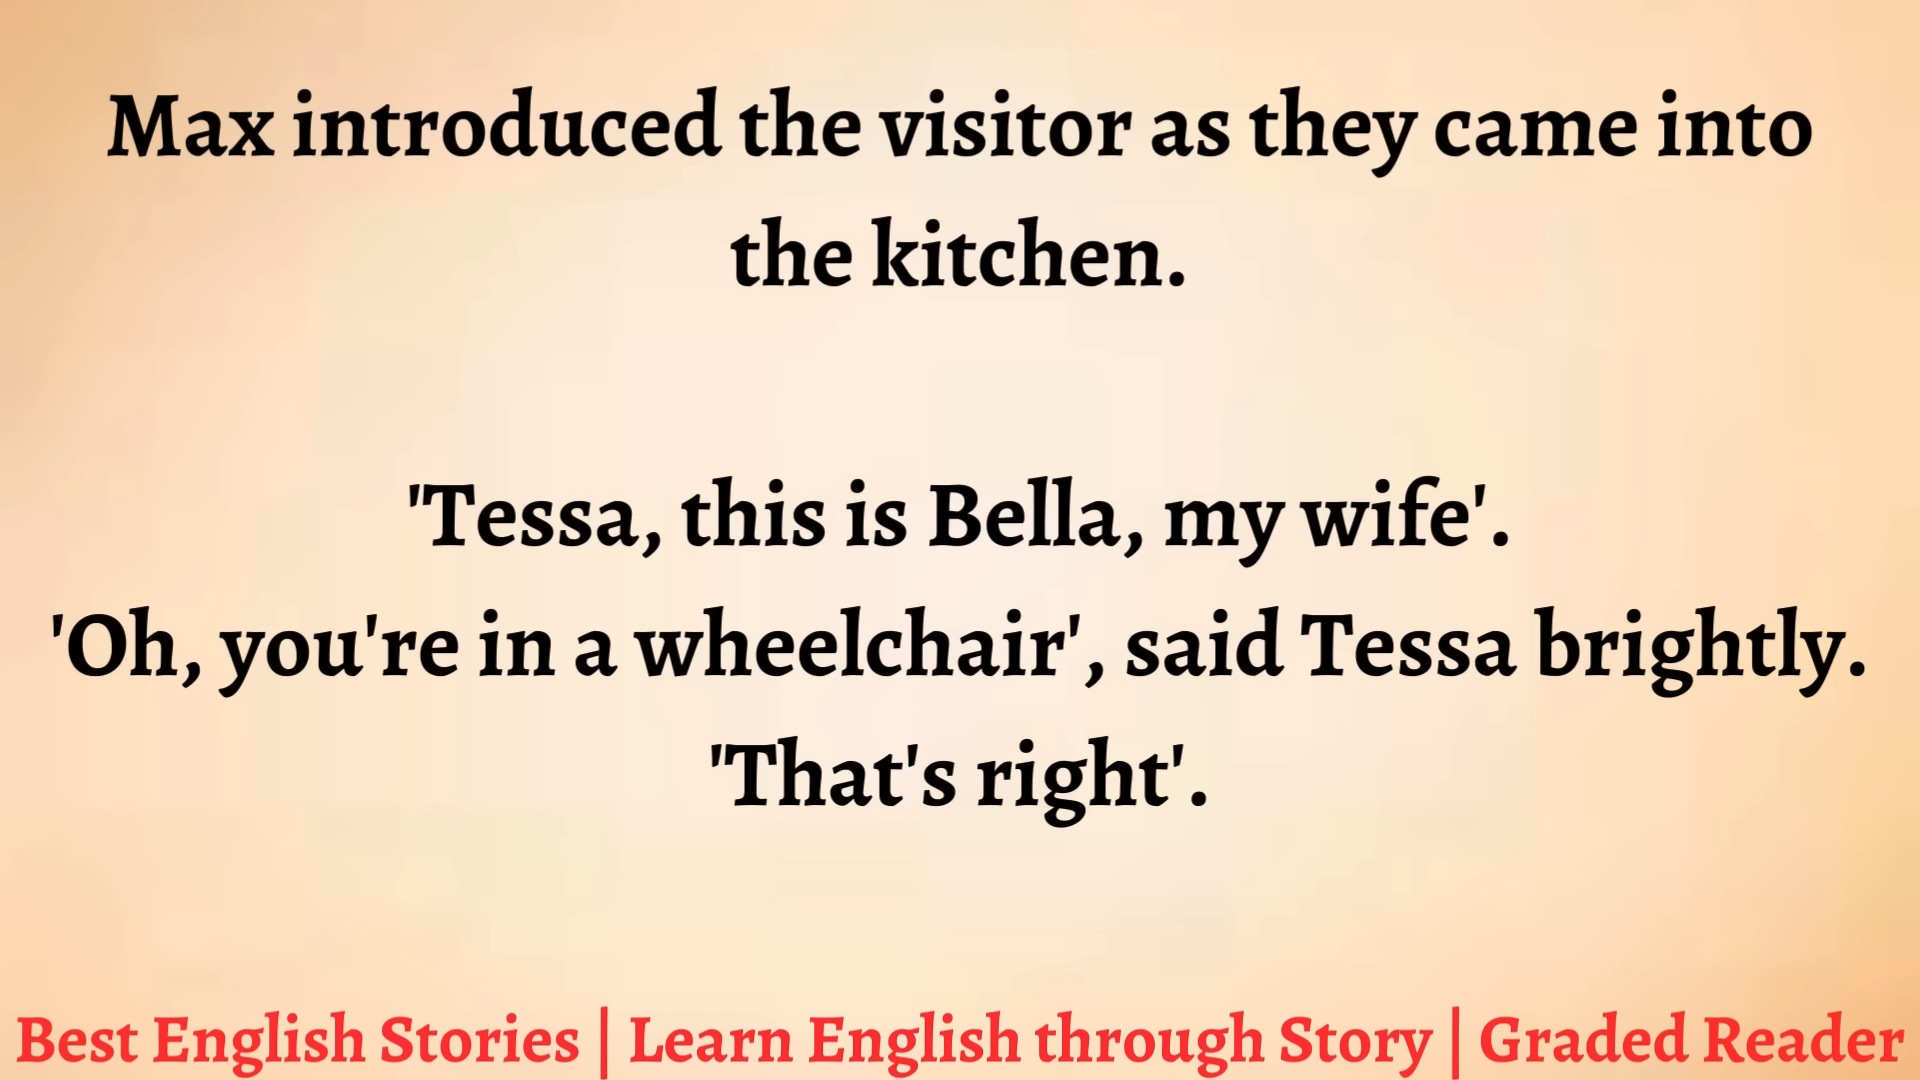 Max introduced the visitor as they came into
the kitchen.
'Tessa, this is Bella, my wife'.
'Oh, you're in a wheelchair', said Tessa brightly.
'That's right'.
Best English Stories | Learn English through Story | Graded Reader